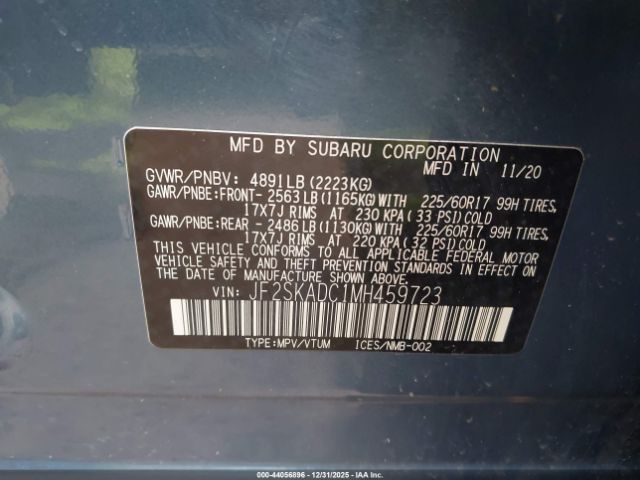 MFD BY SUBARU CORPORATION
MFD IN 11/20
GVWR/PNBV: 4891LB (2223KG)
GAWR/PNBE:FRONT- 2563LB(1165KG)WITH 225/60R17 99H TIRES,
17X7J RIMS AT 230 KPA(33 PSI)COLD
GAWR/PNBE:REAR - 2486LB(1130KG)WITH 225/60R17 99H TIRES,
17X7J RIMS AT 220 KPA(32 PSI)COLD
THIS VEHICLE CONFORMS TO ALL APPLICABLE FEDERAL MOTOR
VEHICLE SAFETY AND THEFT PREVENTION STANDARDS IN EFFECT
ON THE DATE OF MANUFACTURE SHOWN ABOVE.
VIN: JF2SKADC1MH459723
TYPE:MPV/VTUM ICES/NMB-002
000-44056896 - 12/31/2025 - IAA Inc.